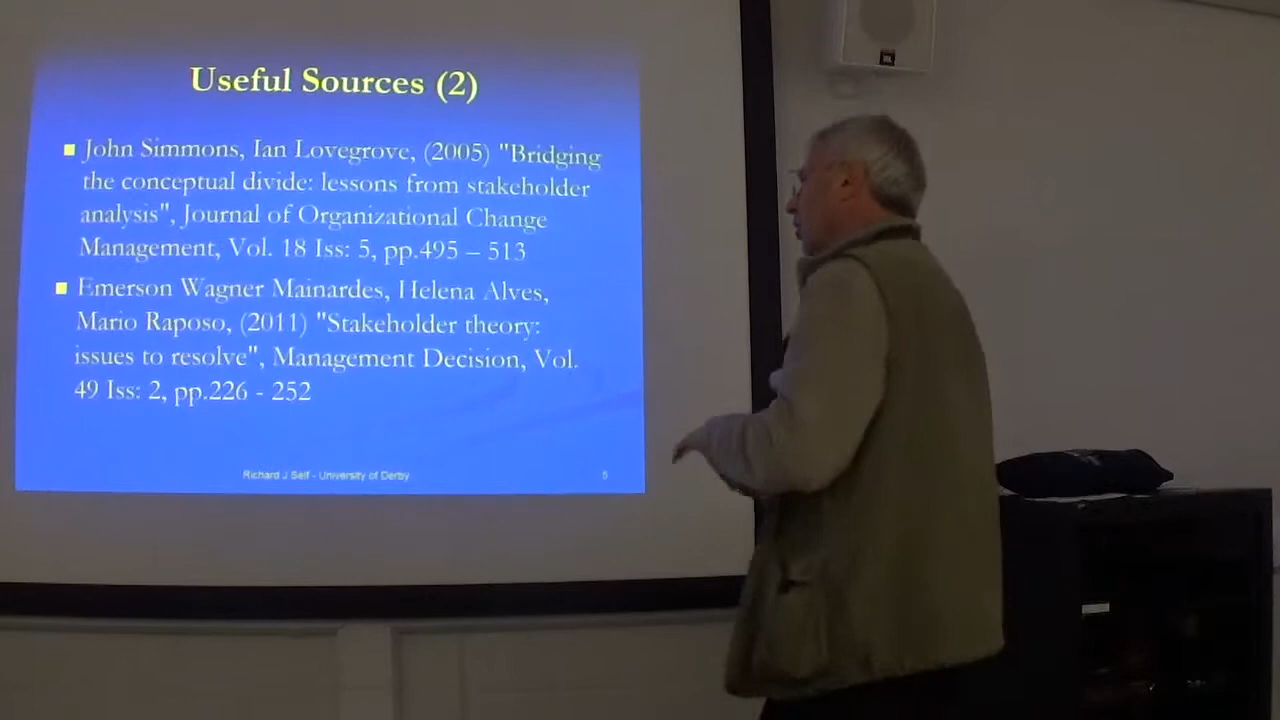 Useful Sources (2)
John Simmons, Ian Lovegrove, (2005) "Bridging
the conceptual divide: lessons from stakeholder
analysis", Journal of Organizational Change
Management, Vol. 18 Iss: 5, pp.495 – 513
Emerson Wagner Mainardes, Helena Alves,
Mario Raposo, (2011) "Stakeholder theory:
issues to resolve", Management Decision, Vol.
49 Iss: 2, pp.226 - 252
Richard J Self - University of Derby 5
JBL